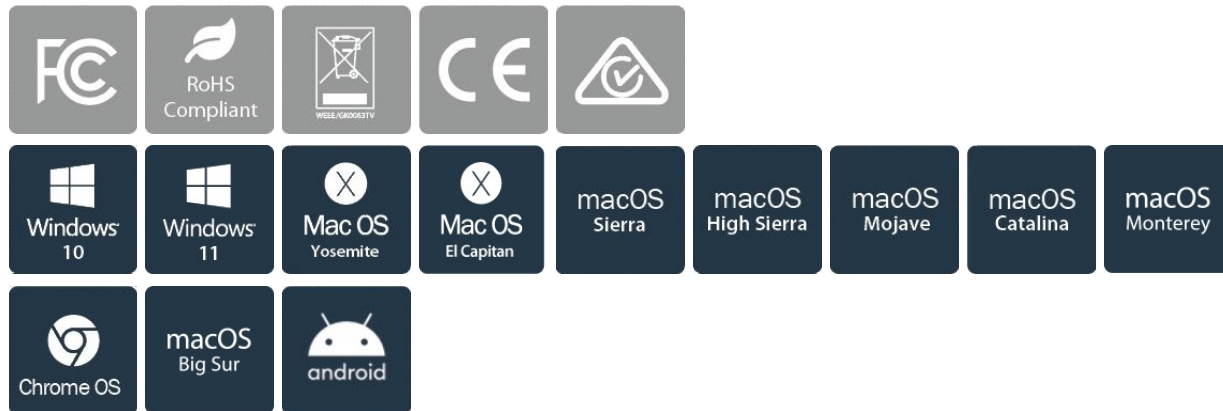 FC
RoHS
Compliant
WEEE/GK0083TV
CE
Windows
10
Windows
11
X
Mac OS
Yosemite
X
Mac OS
El Capitan
macOS
Sierra
macOS
High Sierra
macOS
Mojave
macOS
Catalina
macOS
Monterey
Chrome OS
macOS
Big Sur
android